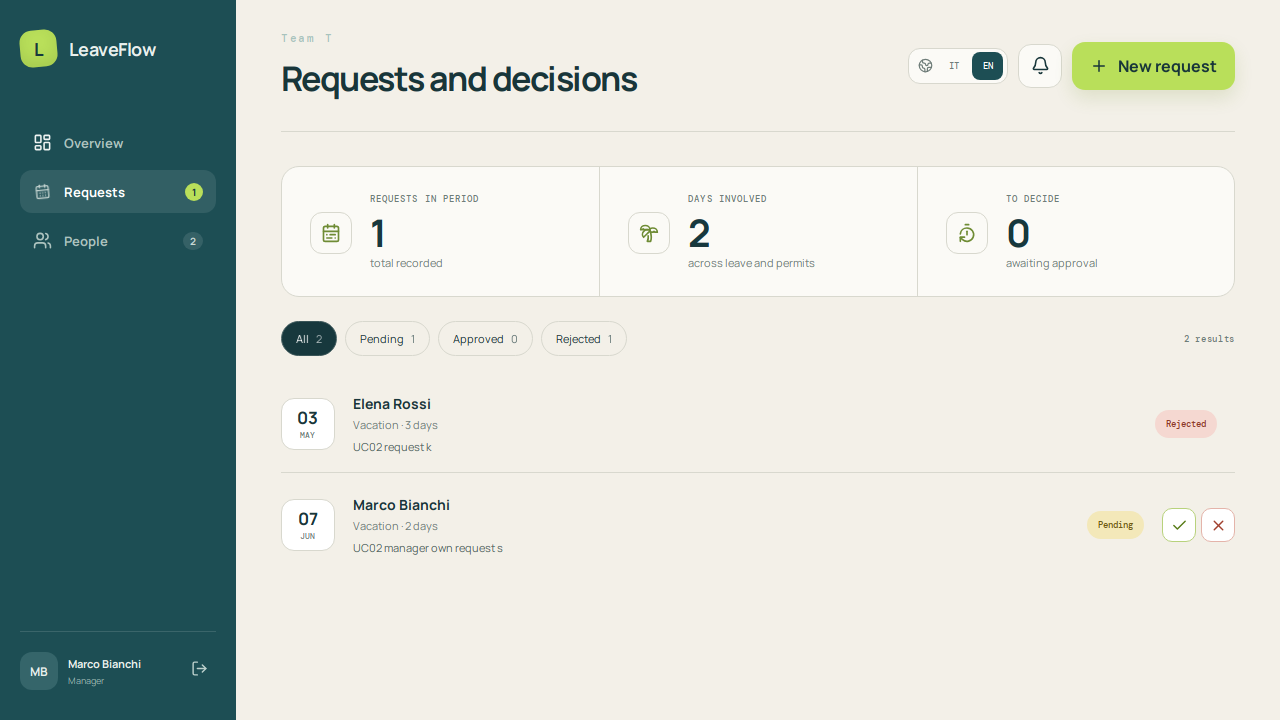 L LeaveFlow
Overview
Requests 1
People 2
MB
Marco Bianchi
Manager
Team T
Requests and decisions
IT EN
New request
REQUESTS IN PERIOD
1
total recorded
DAYS INVOLVED
2
across leave and permits
TO DECIDE
0
awaiting approval
All 2
Pending 1
Approved 0
Rejected 1
2 results
03
MAY
Elena Rossi
Vacation · 3 days
UC02 request k
Rejected
07
JUN
Marco Bianchi
Vacation · 2 days
UC02 manager own request s
Pending